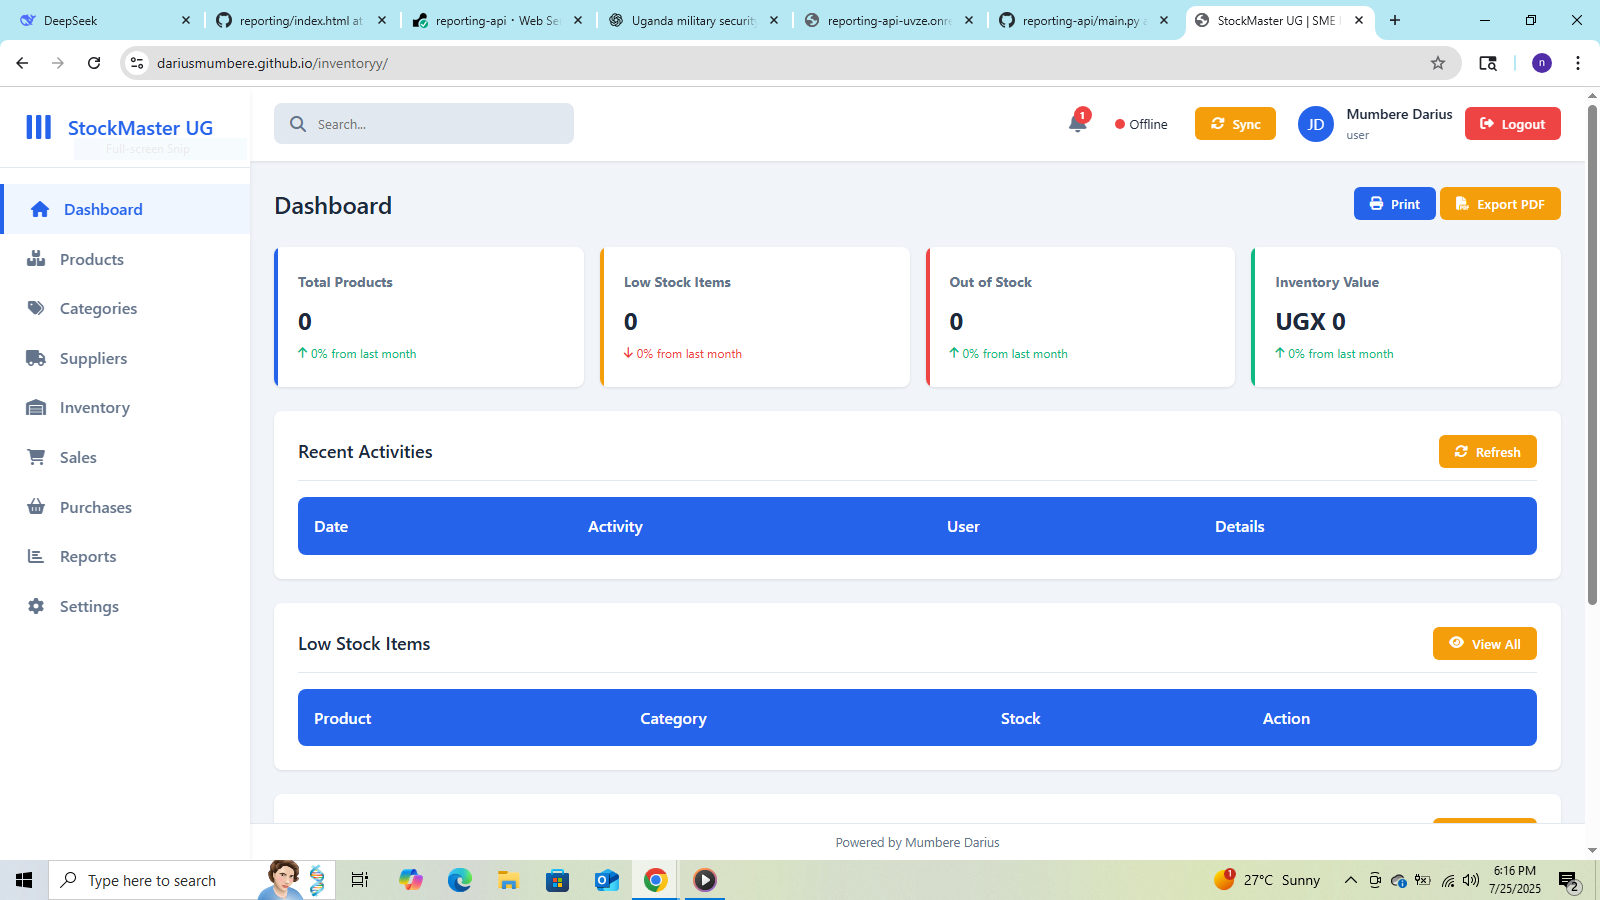 DeepSeek
reporting/index.html at
reporting-api · Web Se
Uganda military security
reporting-api-uvze.onre
reporting-api/main.py a
StockMaster UG | SME
dariusmumbere.github.io/inventoryy/
n
StockMaster UG
Full-screen Snip
Search...
1
Offline
Sync
JD
Mumbere Darius
user
Logout
Dashboard
Products
Categories
Suppliers
Inventory
Sales
Purchases
Reports
Settings
Dashboard
Print
Export PDF
Total Products
0
0% from last month
Low Stock Items
0
0% from last month
Out of Stock
0
0% from last month
Inventory Value
UGX 0
0% from last month
Recent Activities
Refresh
Date Activity User Details
Low Stock Items
View All
Product Category Stock Action
Powered by Mumbere Darius
Type here to search
1
27°C Sunny
6:16 PM
7/25/2025
2